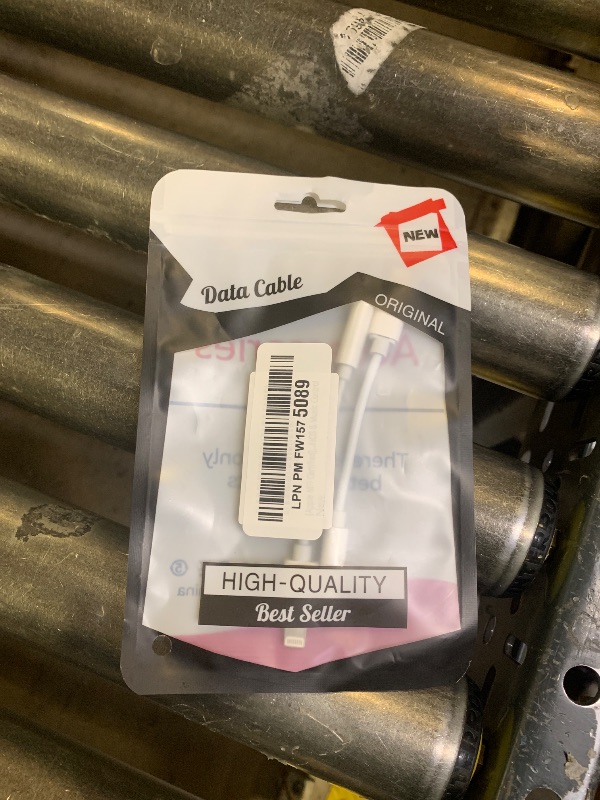 NEW
Data Cable
ORIGINAL
LPN PM FW157 5089
HIGH-QUALITY
Best Seller